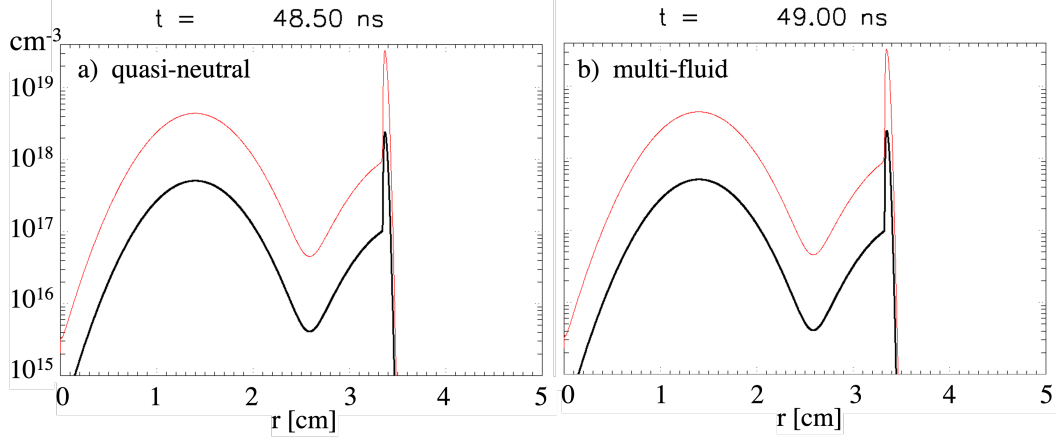 t = 48.50 ns
t = 49.00 ns
cm-3
a) quasi-neutral
b) multi-fluid
10^19
10^18
10^17
10^16
10^15
0 1 2 3 4 5
0 1 2 3 4 5
r [cm]
r [cm]